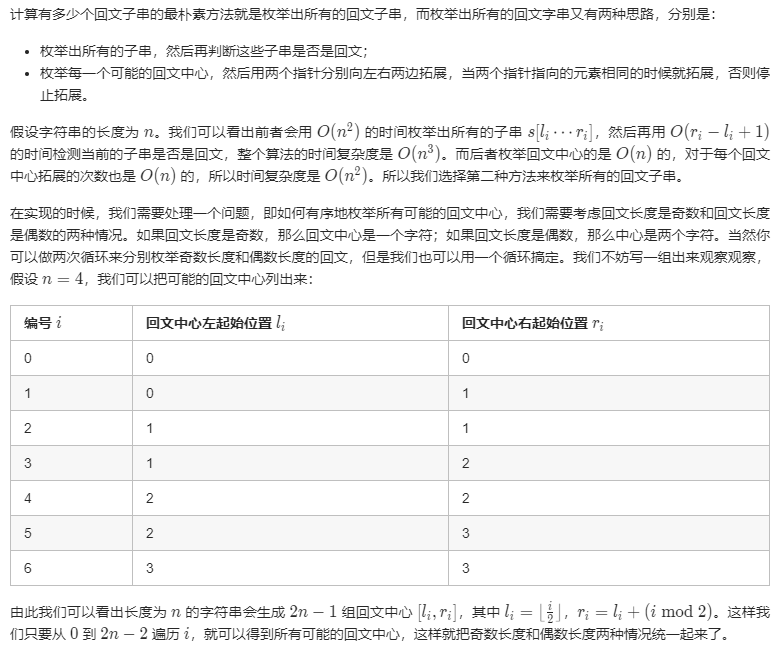 计算有多少个回文子串的最朴素方法就是枚举出所有的回文子串，而枚举出所有的回文字串又有两种思路，分别是：
• 枚举出所有的子串，然后再判断这些子串是否是回文；
• 枚举每一个可能的回文中心，然后用两个指针分别向左右两边拓展，当两个指针指向的元素相同的时候就拓展，否则停
止拓展。
假设字符串的长度为 n。我们可以看出前者会用 O(n²) 的时间枚举出所有的子串 s[lᵢ⋯rᵢ]，然后再用 O(rᵢ − lᵢ + 1)
的时间检测当前的子串是否是回文，整个算法的时间复杂度是 O(n³)。而后者枚举回文中心的是 O(n) 的，对于每个回文
中心拓展的次数也是 O(n) 的，所以时间复杂度是 O(n²)。所以我们选择第二种方法来枚举所有的回文子串。
在实现的时候，我们需要处理一个问题，即如何有序地枚举所有可能的回文中心，我们需要考虑回文长度是奇数和回文长度
是偶数的两种情况。如果回文长度是奇数，那么回文中心是一个字符；如果回文长度是偶数，那么中心是两个字符。当然你
可以做两次循环来分别枚举奇数长度和偶数长度的回文，但是我们也可以用一个循环搞定。我们不妨写一组出来观察观察，
假设 n = 4，我们可以把可能的回文中心列出来：
编号 i 回文中心左起始位置 lᵢ 回文中心右起始位置 rᵢ
0 0 0
1 0 1
2 1 1
3 1 2
4 2 2
5 2 3
6 3 3
由此我们可以看出长度为 n 的字符串会生成 2n − 1 组回文中心 [lᵢ, rᵢ]，其中 lᵢ = ⌊i/2⌋，rᵢ = lᵢ + (i mod 2)。这样我
们只要从 0 到 2n − 2 遍历 i，就可以得到所有可能的回文中心，这样就把奇数长度和偶数长度两种情况统一起来了。